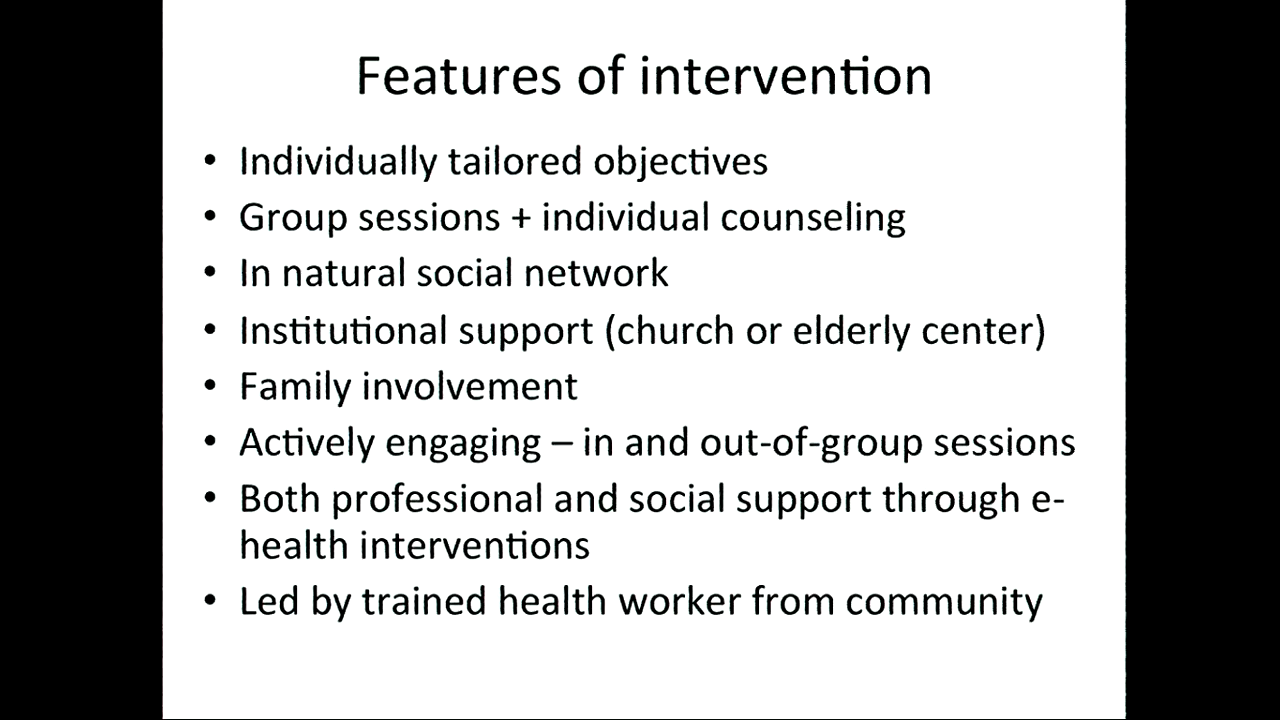 Features of intervention
• Individually tailored objectives
• Group sessions + individual counseling
• In natural social network
• Institutional support (church or elderly center)
• Family involvement
• Actively engaging – in and out-of-group sessions
• Both professional and social support through e-
health interventions
• Led by trained health worker from community